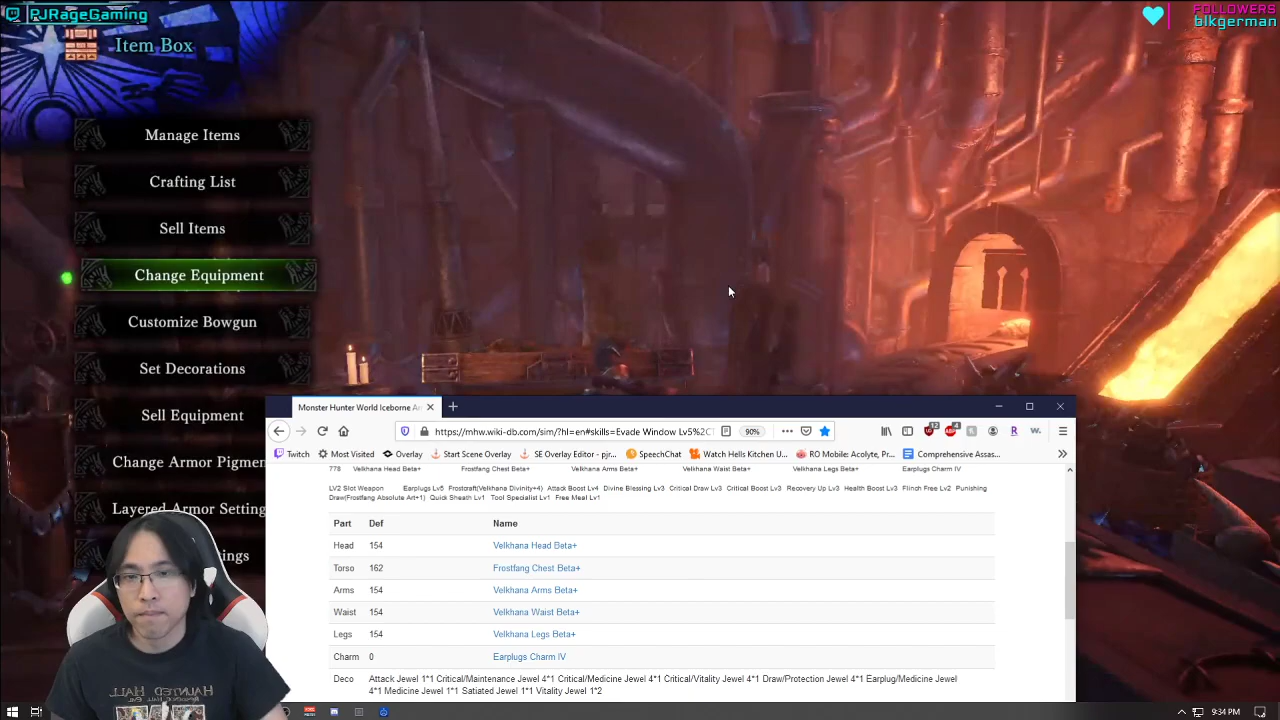 PJRageGaming
FOLLOWERS
blkgerman
Item Box
Manage Items
Crafting List
Sell Items
Change Equipment
Customize Bowgun
Set Decorations
Sell Equipment
Change Armor Pigmen
Layered Armor Setting
Monster Hunter World Iceborne Ar
https://mhw.wiki-db.com/sim/?hl=en#skills=Evade Window Lv5%2C
90%
Twitch Most Visited Overlay Start Scene Overlay SE Overlay Editor - pjr... SpeechChat Watch Hells Kitchen U... RO Mobile: Acolyte, Pr... Comprehensive Assas...
778 Velkhana Head Beta+ Frostfang Chest Beta+ Velkhana Arms Beta+ Velkhana Waist Beta+ Velkhana Legs Beta+ Earplugs Charm IV
LV2 Slot Weapon Earplugs Lv5 Frostcraft(Velkhana Divinity+4) Attack Boost Lv4 Divine Blessing Lv3 Critical Draw Lv3 Critical Boost Lv3 Recovery Up Lv3 Health Boost Lv3 Flinch Free Lv2 Punishing
Draw(Frostfang Absolute Art+1) Quick Sheath Lv1 Tool Specialist Lv1 Free Meal Lv1
Part Def Name
Head 154 Velkhana Head Beta+
Torso 162 Frostfang Chest Beta+
Arms 154 Velkhana Arms Beta+
Waist 154 Velkhana Waist Beta+
Legs 154 Velkhana Legs Beta+
Charm 0 Earplugs Charm IV
Deco Attack Jewel 1*1 Critical/Maintenance Jewel 4*1 Critical/Medicine Jewel 4*1 Critical/Vitality Jewel 4*1 Draw/Protection Jewel 4*1 Earplug/Medicine Jewel
4*1 Medicine Jewel 1*1 Satiated Jewel 1*1 Vitality Jewel 1*2
9:34 PM